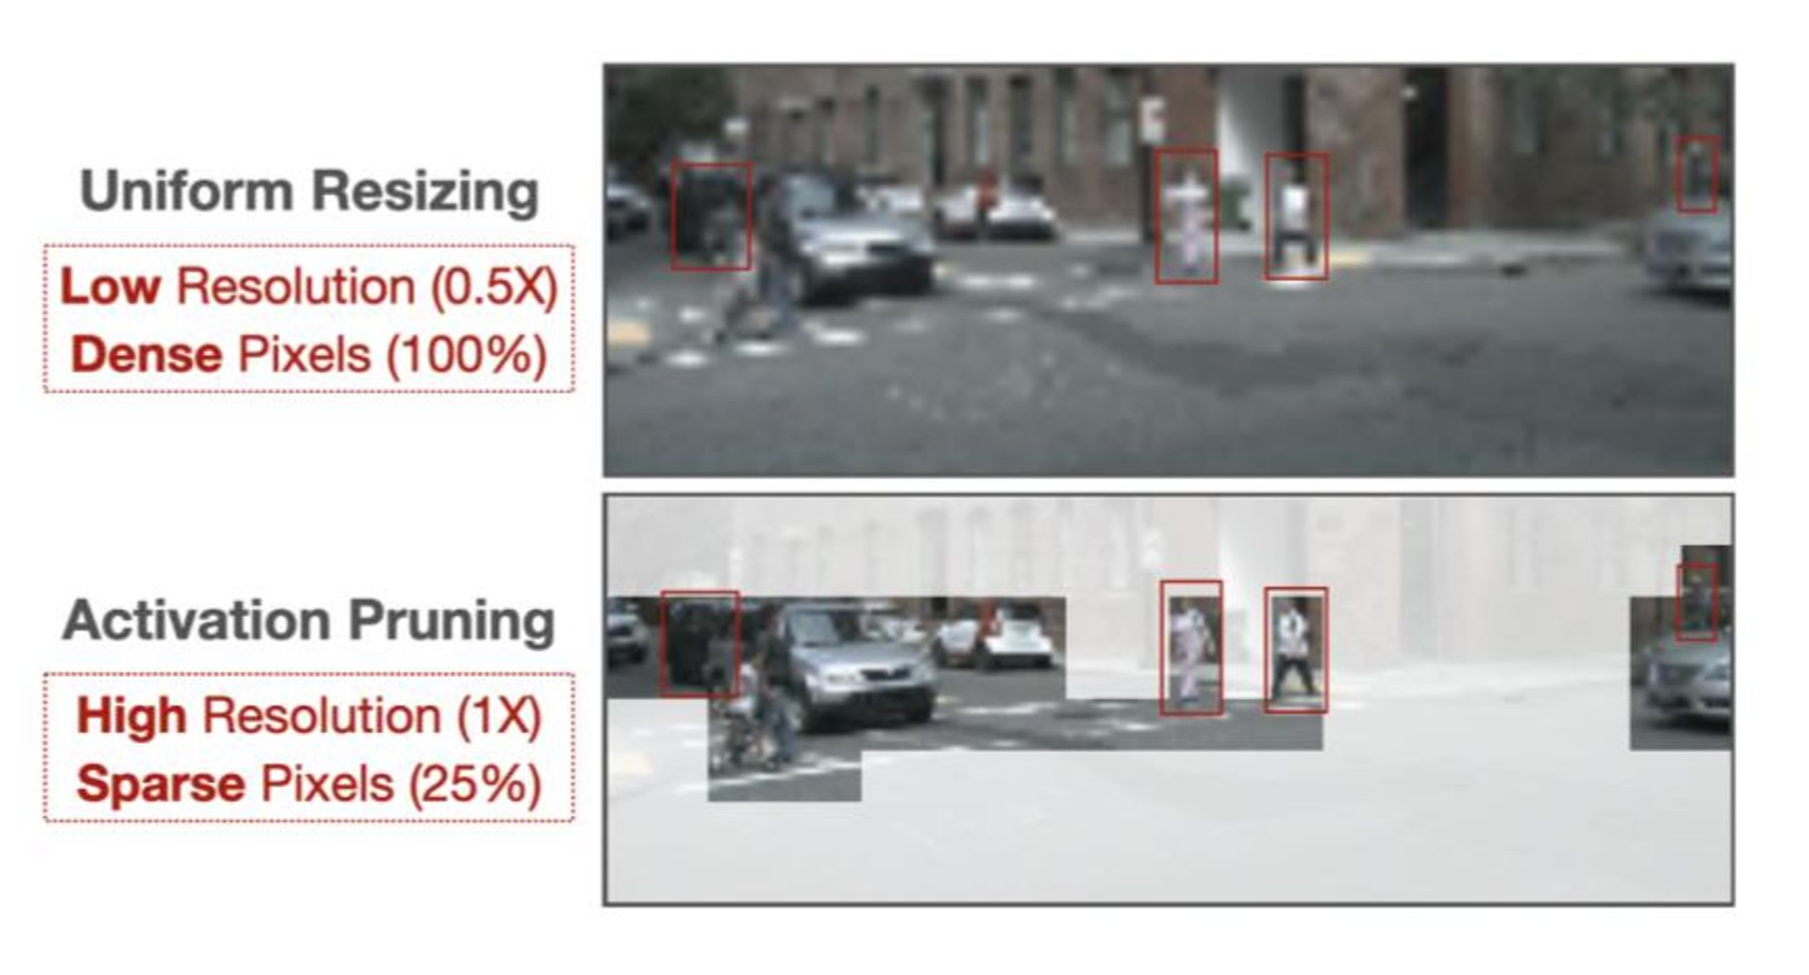 Uniform Resizing
Low Resolution (0.5X)
Dense Pixels (100%)
Activation Pruning
High Resolution (1X)
Sparse Pixels (25%)